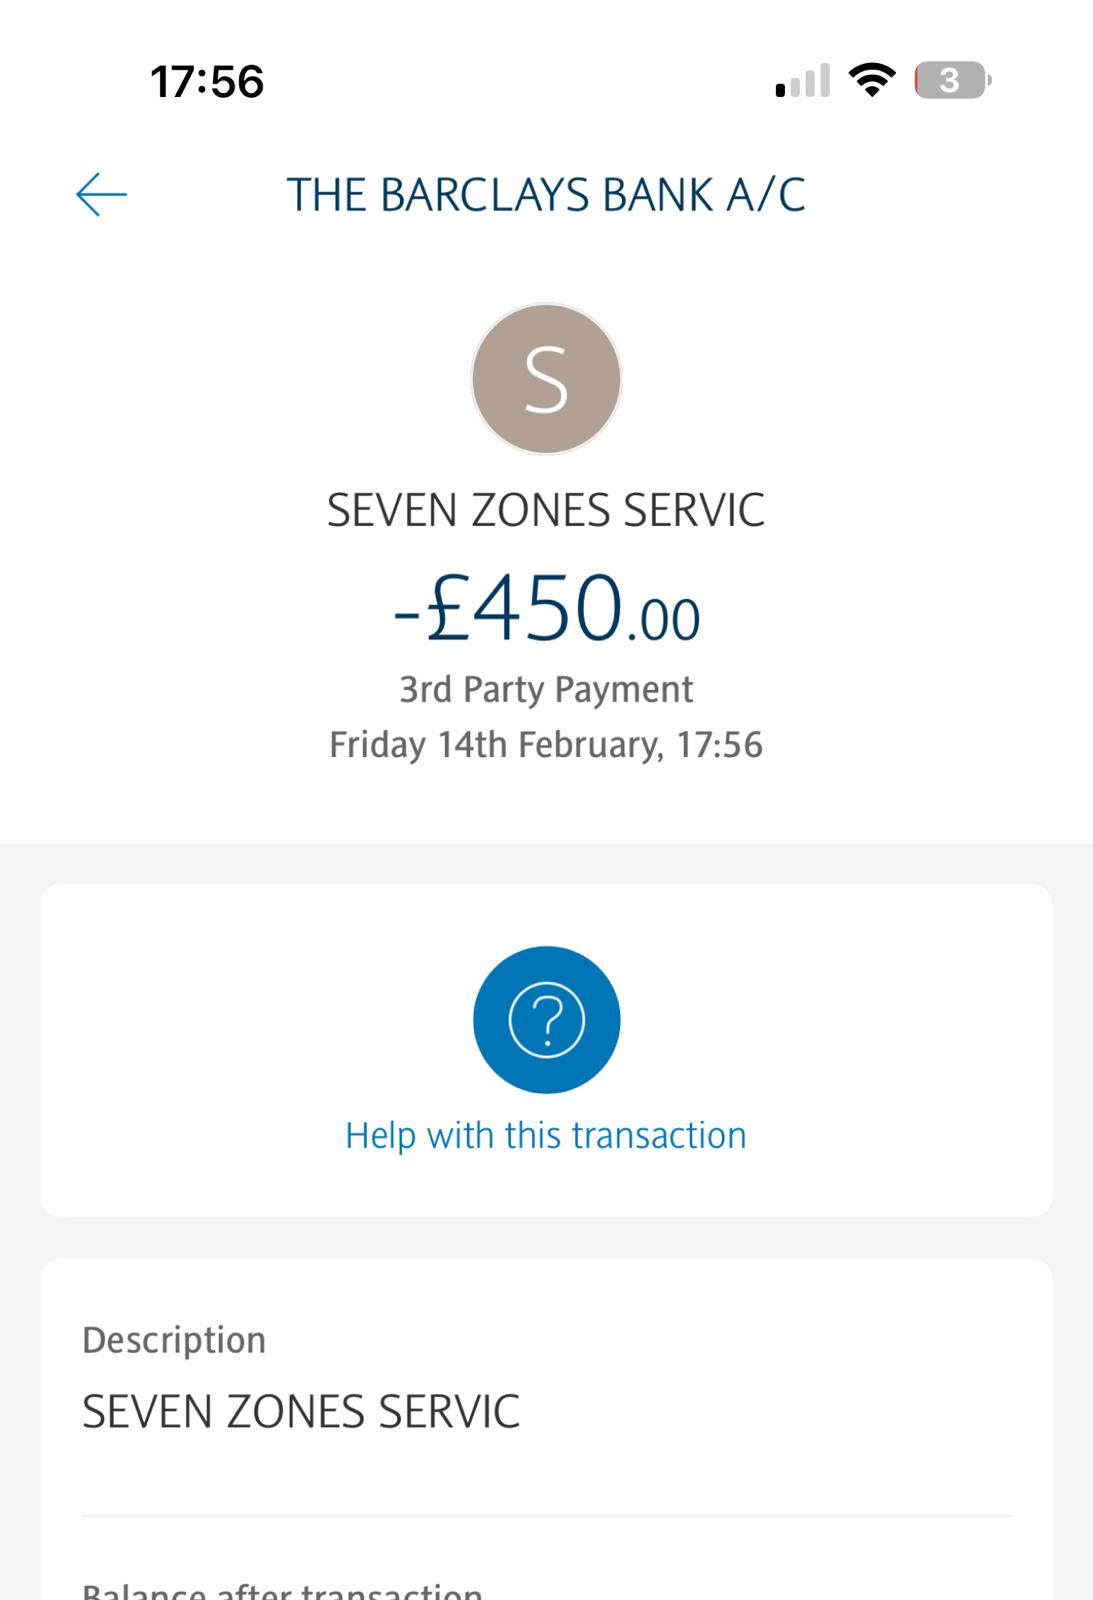 17:56
3
THE BARCLAYS BANK A/C
S
SEVEN ZONES SERVIC
-£450.00
3rd Party Payment
Friday 14th February, 17:56
?
Help with this transaction
Description
SEVEN ZONES SERVIC
Balance after transaction